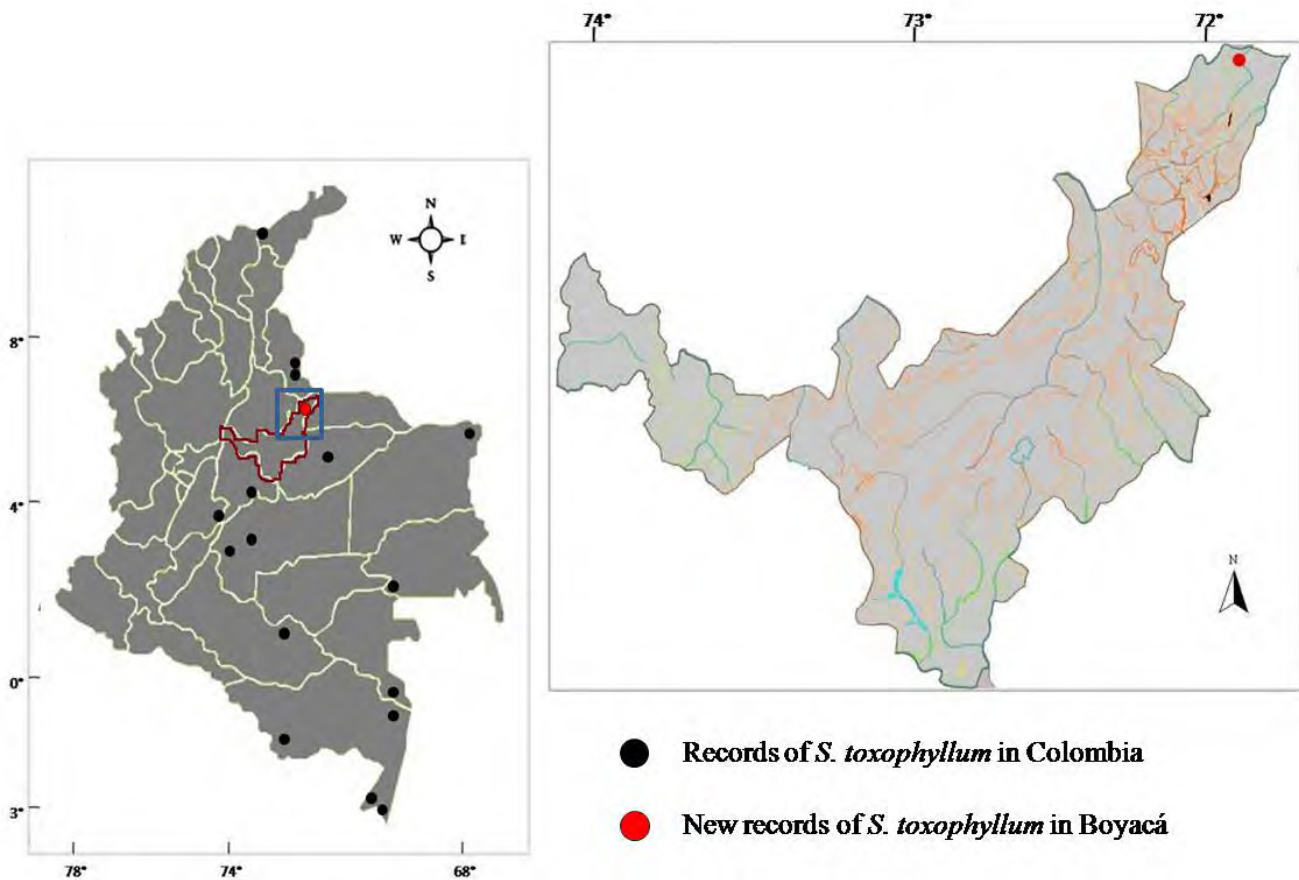 74° 73° 72°
N
W E
S
8°
4°
0°
3°
78° 74° 68°
N
Records of S. toxophyllum in Colombia
New records of S. toxophyllum in Boyacá